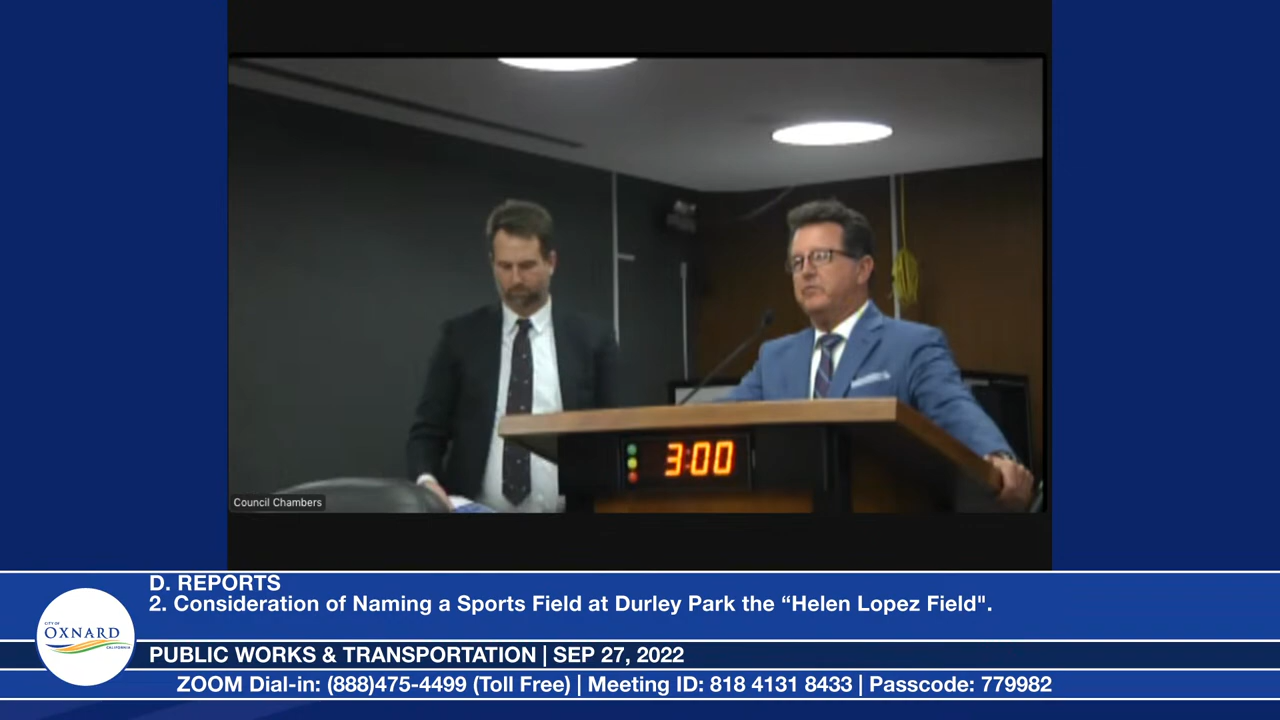 3:00
Council Chambers
D. REPORTS
2. Consideration of Naming a Sports Field at Durley Park the “Helen Lopez Field".
CITY OF
OXNARD
CALIFORNIA
PUBLIC WORKS & TRANSPORTATION | SEP 27, 2022
ZOOM Dial-in: (888)475-4499 (Toll Free) | Meeting ID: 818 4131 8433 | Passcode: 779982